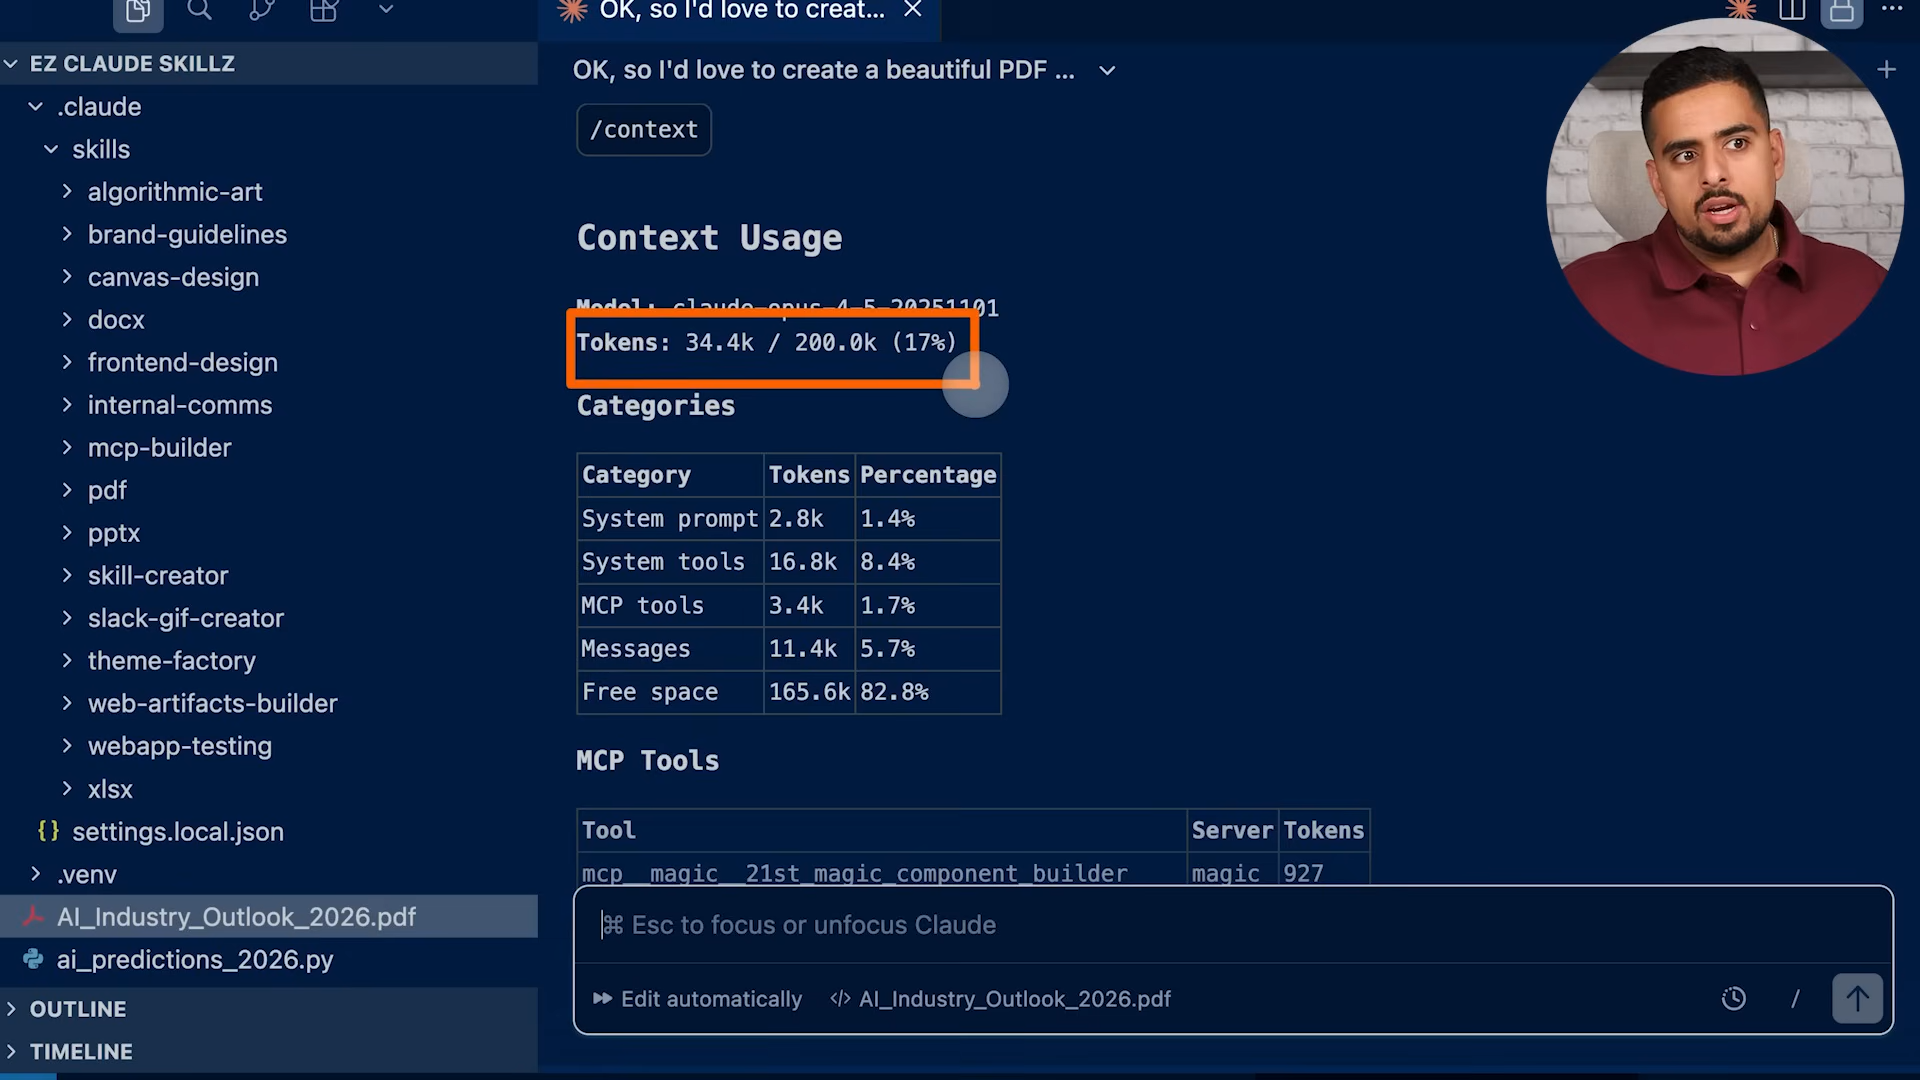 OK, so I'd love to creat...
EZ CLAUDE SKILLZ
.claude
skills
algorithmic-art
brand-guidelines
canvas-design
docx
frontend-design
internal-comms
mcp-builder
pdf
pptx
skill-creator
slack-gif-creator
theme-factory
web-artifacts-builder
webapp-testing
xlsx
{} settings.local.json
.venv
AI_Industry_Outlook_2026.pdf
ai_predictions_2026.py
OUTLINE
TIMELINE
OK, so I'd love to create a beautiful PDF ...
/context
Context Usage
Model: claude-opus-4-5-20251101
Tokens: 34.4k / 200.0k (17%)
Categories
Category Tokens Percentage
System prompt 2.8k 1.4%
System tools 16.8k 8.4%
MCP tools 3.4k 1.7%
Messages 11.4k 5.7%
Free space 165.6k 82.8%
MCP Tools
Tool Server Tokens
mcp__magic__21st_magic_component_builder magic 927
⌘ Esc to focus or unfocus Claude
Edit automatically </> AI_Industry_Outlook_2026.pdf /